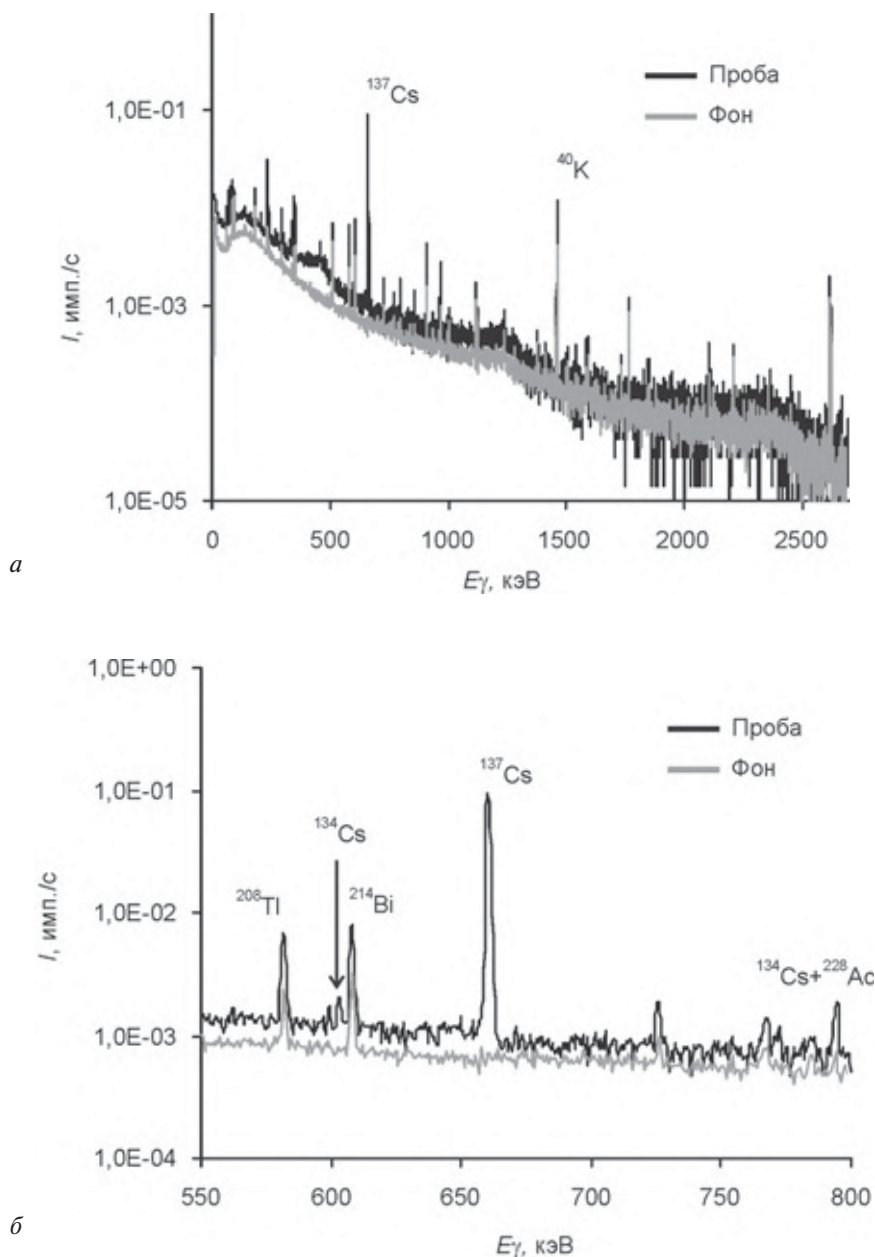 Проба
Фон
¹³⁷Cs
⁴⁰K
1,0E-01
1,0E-03
1,0E-05
I, имп./с
0
500
1000
1500
2000
2500
Eγ, кэВ
а
1,0E+00
1,0E-01
1,0E-02
1,0E-03
1,0E-04
I, имп./с
Проба
Фон
¹³⁷Cs
¹³⁴Cs
²⁰⁸Tl
²¹⁴Bi
¹³⁴Cs+²²⁸Ac
550
600
650
700
750
800
Eγ, кэВ
б